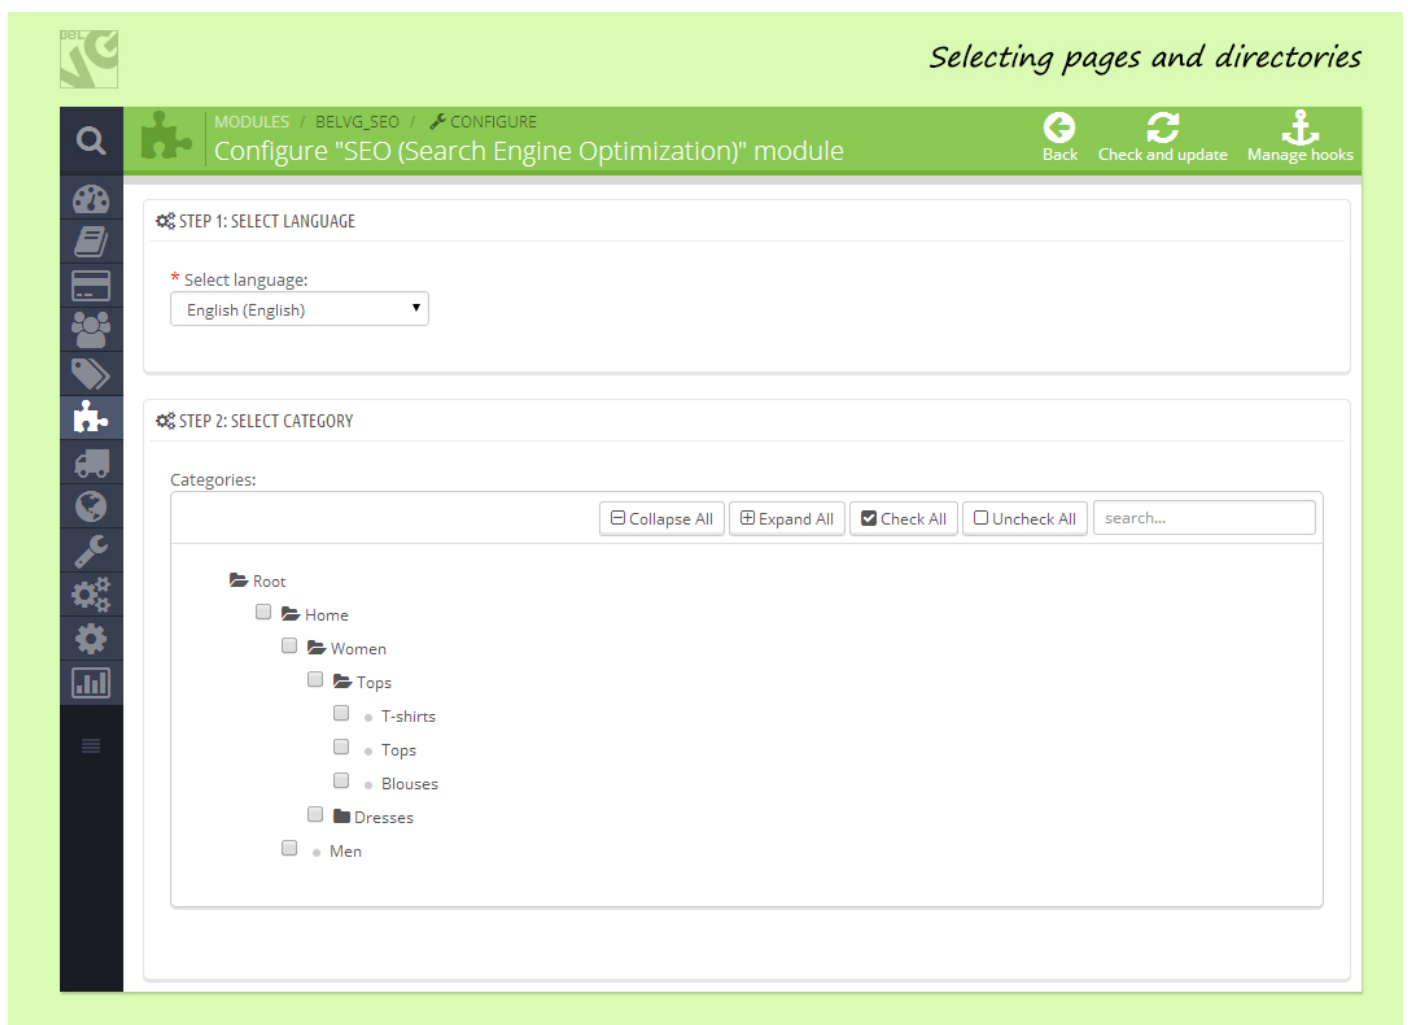 BEL
VG
Selecting pages and directories
MODULES / BELVG_SEO / CONFIGURE
Configure "SEO (Search Engine Optimization)" module
Back
Check and update
Manage hooks
STEP 1: SELECT LANGUAGE
* Select language:
English (English)
STEP 2: SELECT CATEGORY
Categories:
Collapse All
Expand All
Check All
Uncheck All
search...
Root
Home
Women
Tops
T-shirts
Tops
Blouses
Dresses
Men